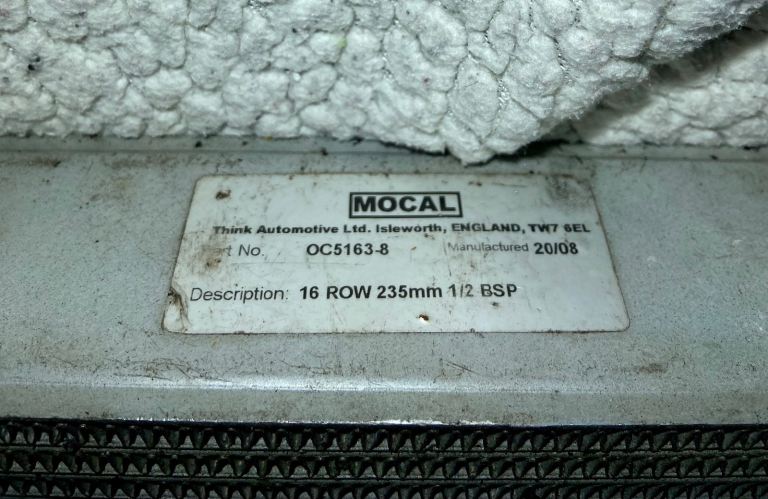 MOCAL
Think Automotive Ltd. Isleworth, ENGLAND, TW7 6EL
rt No. OC5163-8 Manufactured 20/08
Description: 16 ROW 235mm 1/2 BSP